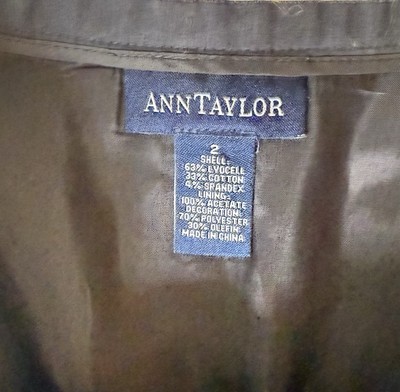 ANNTAYLOR
2
SHELL:
63% LYOCELL
33% COTTON
4% SPANDEX
LINING:
100% ACETATE
DECORATION:
70% POLYESTER
30% OLEFIN
MADE IN CHINA